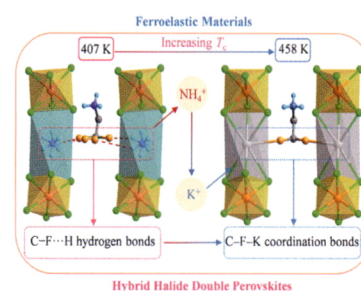 Ferroelastic Materials
407 K
Increasing Tc
458 K
NH₄⁺
K⁺
C–F···H hydrogen bonds
C–F–K coordination bonds
Hybrid Halide Double Perovskites